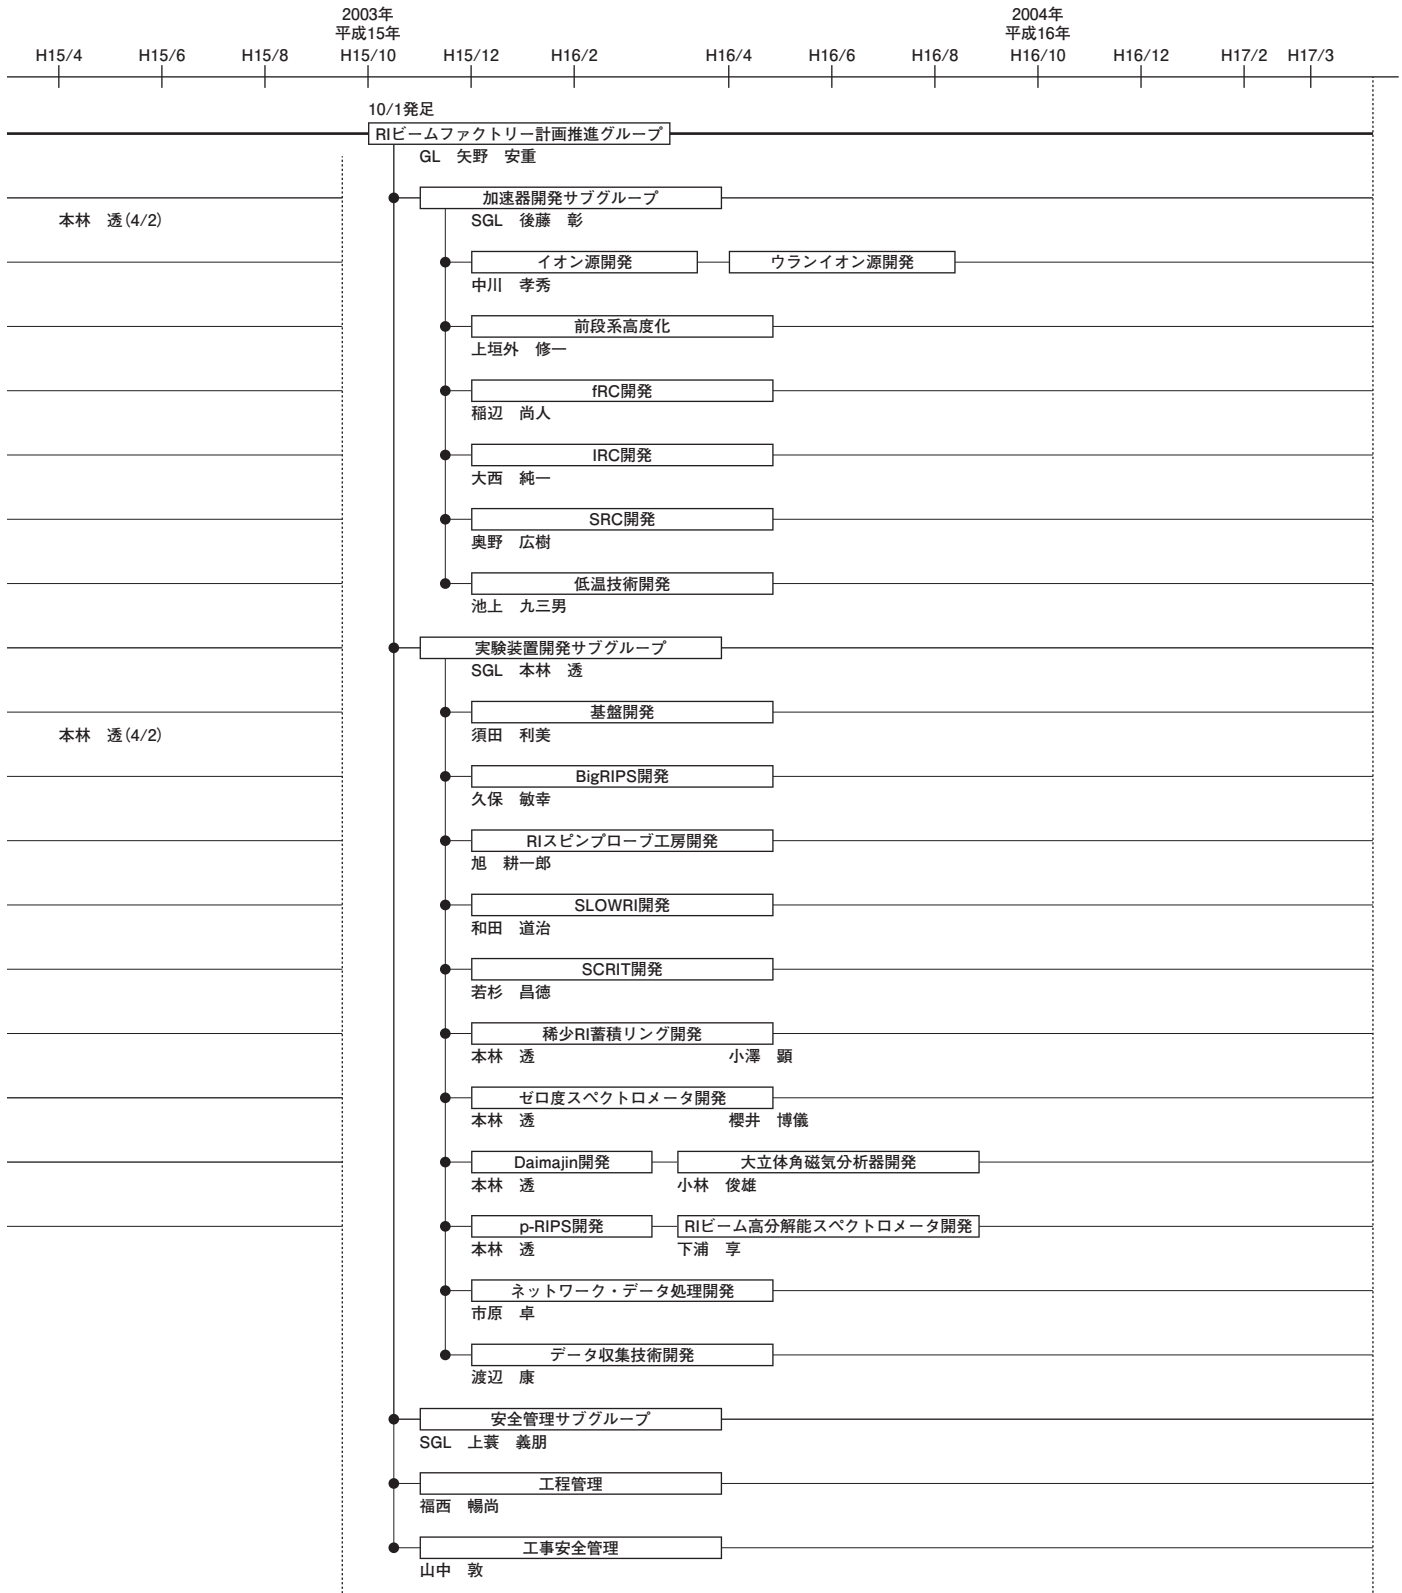 2003年 2004年
平成15年 平成16年
H15/4 H15/6 H15/8 H15/10 H15/12 H16/2 H16/4 H16/6 H16/8 H16/10 H16/12 H17/2 H17/3
10/1発足
RIビームファクトリー計画推進グループ
GL 矢野 安重
加速器開発サブグループ
本林 透(4/2) SGL 後藤 彰
イオン源開発 ウランイオン源開発
中川 孝秀
前段系高度化
上垣外 修一
fRC開発
稲辺 尚人
IRC開発
大西 純一
SRC開発
奥野 広樹
低温技術開発
池上 九三男
実験装置開発サブグループ
SGL 本林 透
基盤開発
本林 透(4/2) 須田 利美
BigRIPS開発
久保 敏幸
RIスピンプローブ工房開発
旭 耕一郎
SLOWRI開発
和田 道治
SCRIT開発
若杉 昌徳
稀少RI蓄積リング開発
本林 透 小澤 顕
ゼロ度スペクトロメータ開発
本林 透 櫻井 博儀
Daimajin開発 大立体角磁気分析器開発
本林 透 小林 俊雄
p-RIPS開発 RIビーム高分解能スペクトロメータ開発
本林 透 下浦 享
ネットワーク・データ処理開発
市原 卓
データ収集技術開発
渡辺 康
安全管理サブグループ
SGL 上蓑 義朋
工程管理
福西 暢尚
工事安全管理
山中 敦